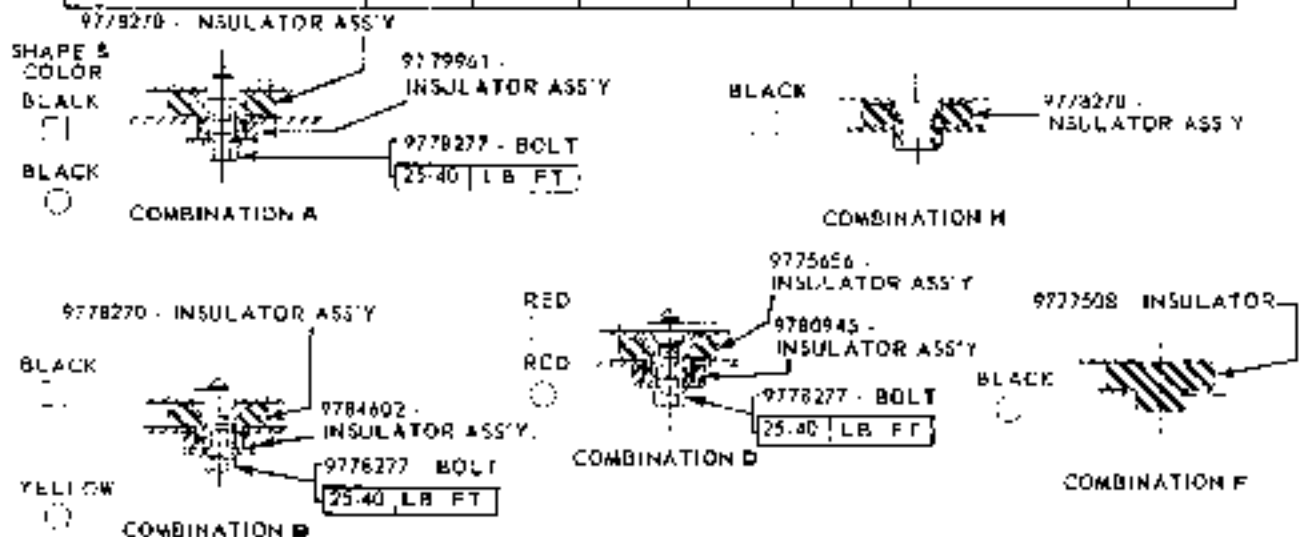 9778270 - INSULATOR ASS'Y
SHAPE &
COLOR
BLACK
BLACK
9779961 -
INSULATOR ASS'Y
9778277 - BOLT
25-40 LB FT
COMBINATION A
BLACK
9778270 -
INSULATOR ASS'Y
COMBINATION H
9778270 - INSULATOR ASS'Y
BLACK
YELLOW
9784602 -
INSULATOR ASS'Y.
9778277 BOLT
25-40 LB FT
COMBINATION B
RED
RED
9775656 -
INSULATOR ASS'Y
9780945 -
INSULATOR ASS'Y
9778277 - BOLT
25-40 LB FT
COMBINATION D
9777508 INSULATOR
BLACK
COMBINATION F